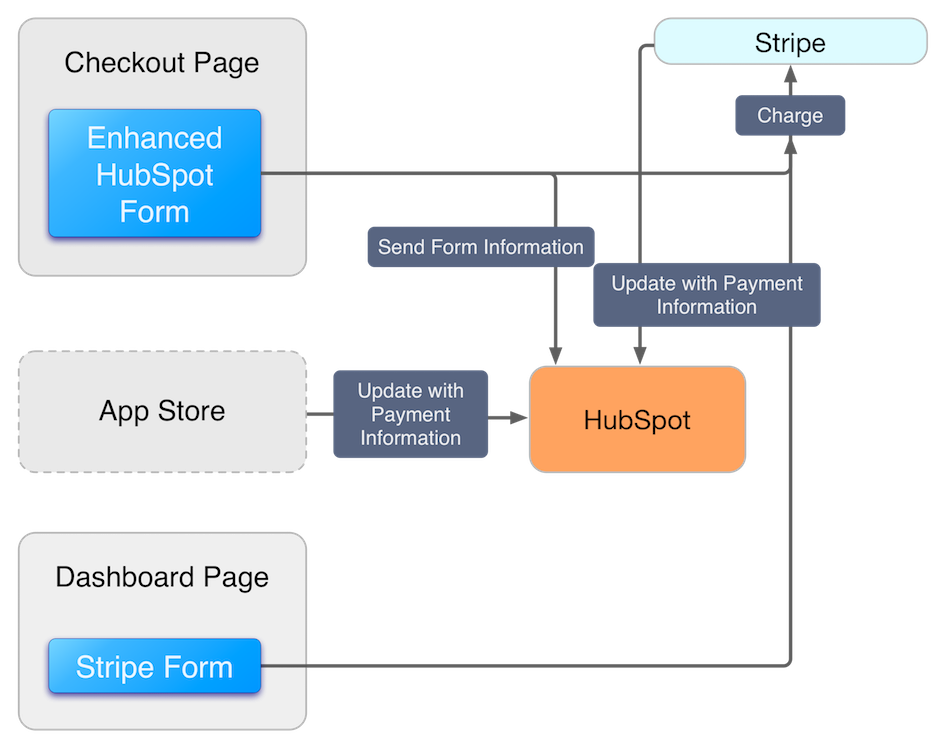 Checkout Page
Enhanced
HubSpot
Form
Stripe
Charge
Send Form Information
Update with Payment
Information
App Store
Update with
Payment
Information
HubSpot
Dashboard Page
Stripe Form